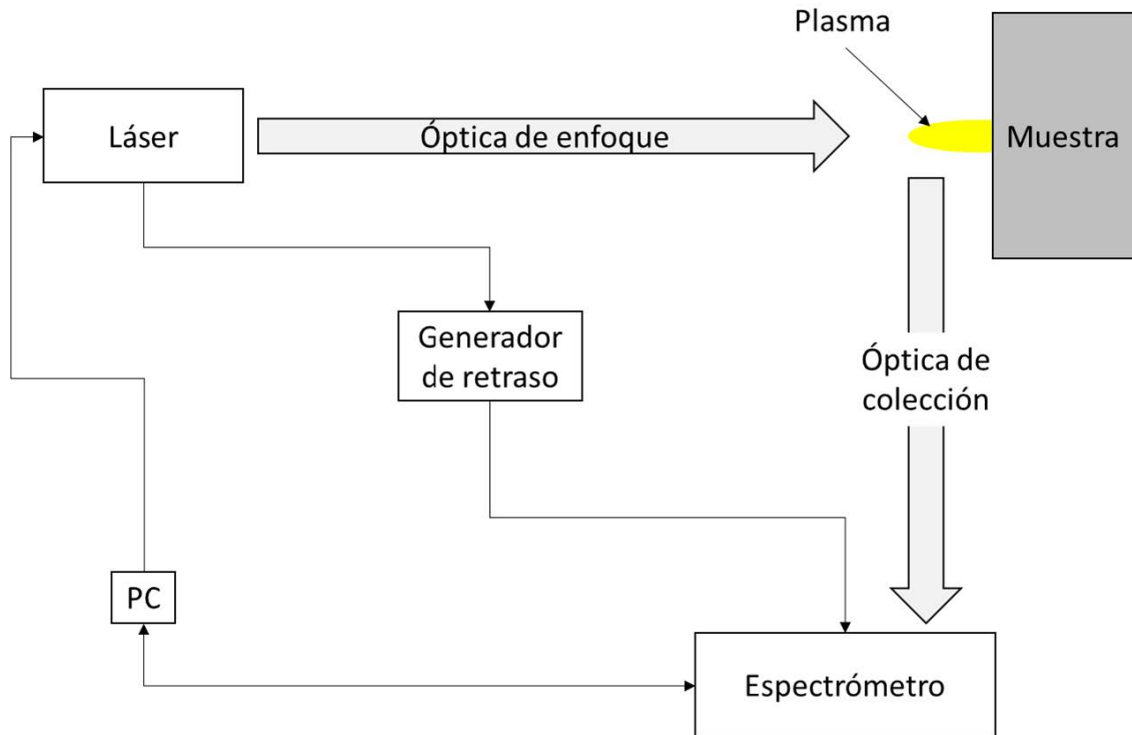 Plasma
Láser
Óptica de enfoque
Muestra
Generador
de retraso
Óptica de
colección
PC
Espectrómetro